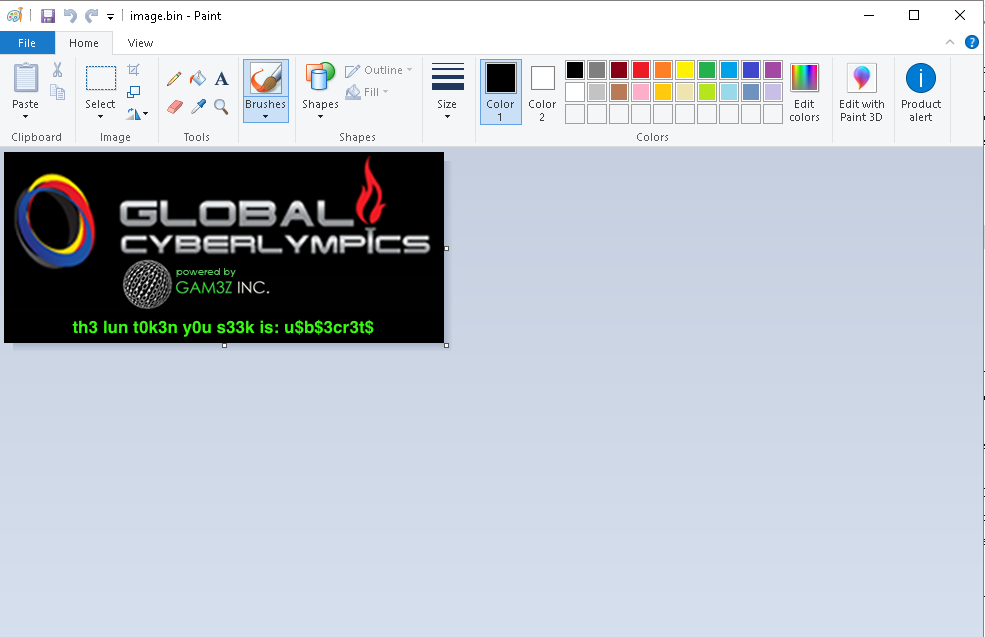 image.bin - Paint
File Home View
Paste
Select
Brushes
Shapes
Outline
Fill
Size
Color 1
Color 2
Edit colors
Edit with Paint 3D
Product alert
Clipboard Image Tools Shapes Colors
GLOBAL
CYBERLYMPICS
powered by
GAM3Z INC.
th3 lun t0k3n y0u s33k is: u$b$3cr3t$